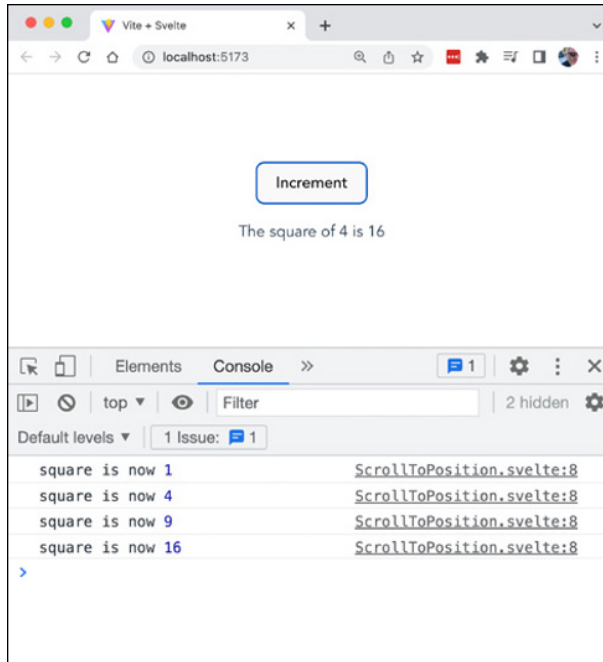 Vite + Svelte
localhost:5173
Increment
The square of 4 is 16
Elements Console » 1
top Filter 2 hidden
Default levels 1 Issue: 1
square is now 1 ScrollToPosition.svelte:8
square is now 4 ScrollToPosition.svelte:8
square is now 9 ScrollToPosition.svelte:8
square is now 16 ScrollToPosition.svelte:8